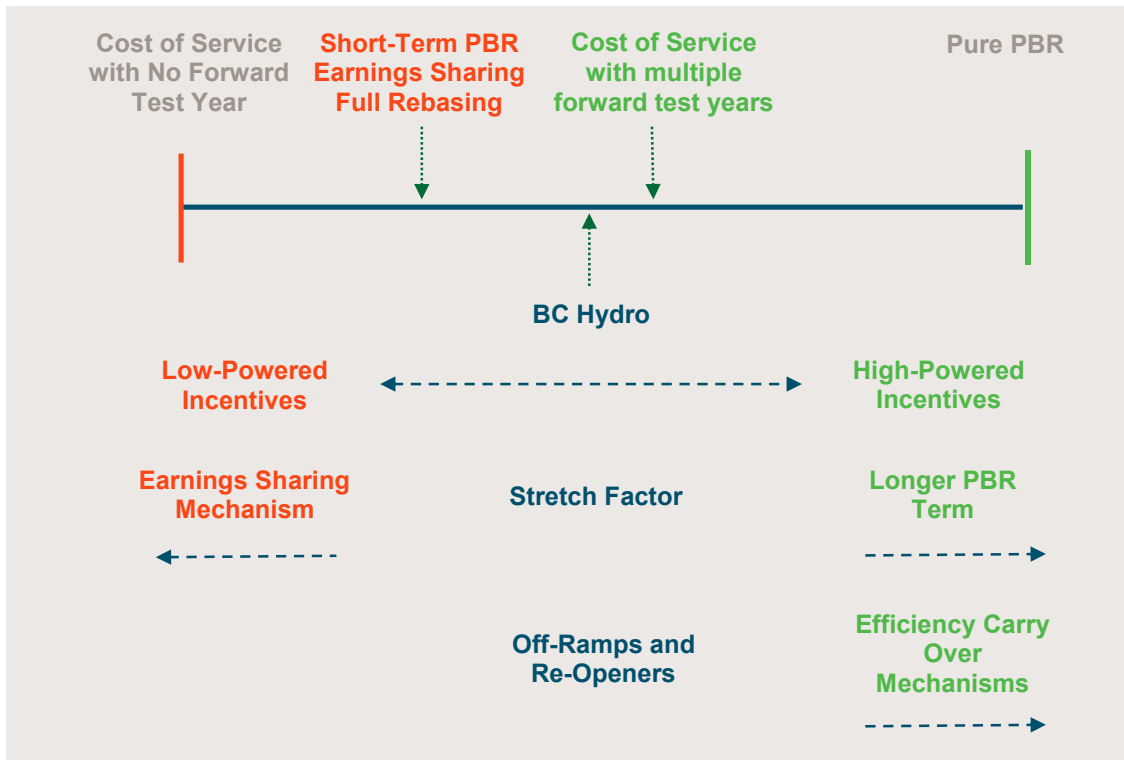 Cost of Service
with No Forward
Test Year
Short-Term PBR
Earnings Sharing
Full Rebasing
Cost of Service
with multiple
forward test years
Pure PBR
BC Hydro
Low-Powered
Incentives
High-Powered
Incentives
Earnings Sharing
Mechanism
Stretch Factor
Longer PBR
Term
Off-Ramps and
Re-Openers
Efficiency Carry
Over
Mechanisms